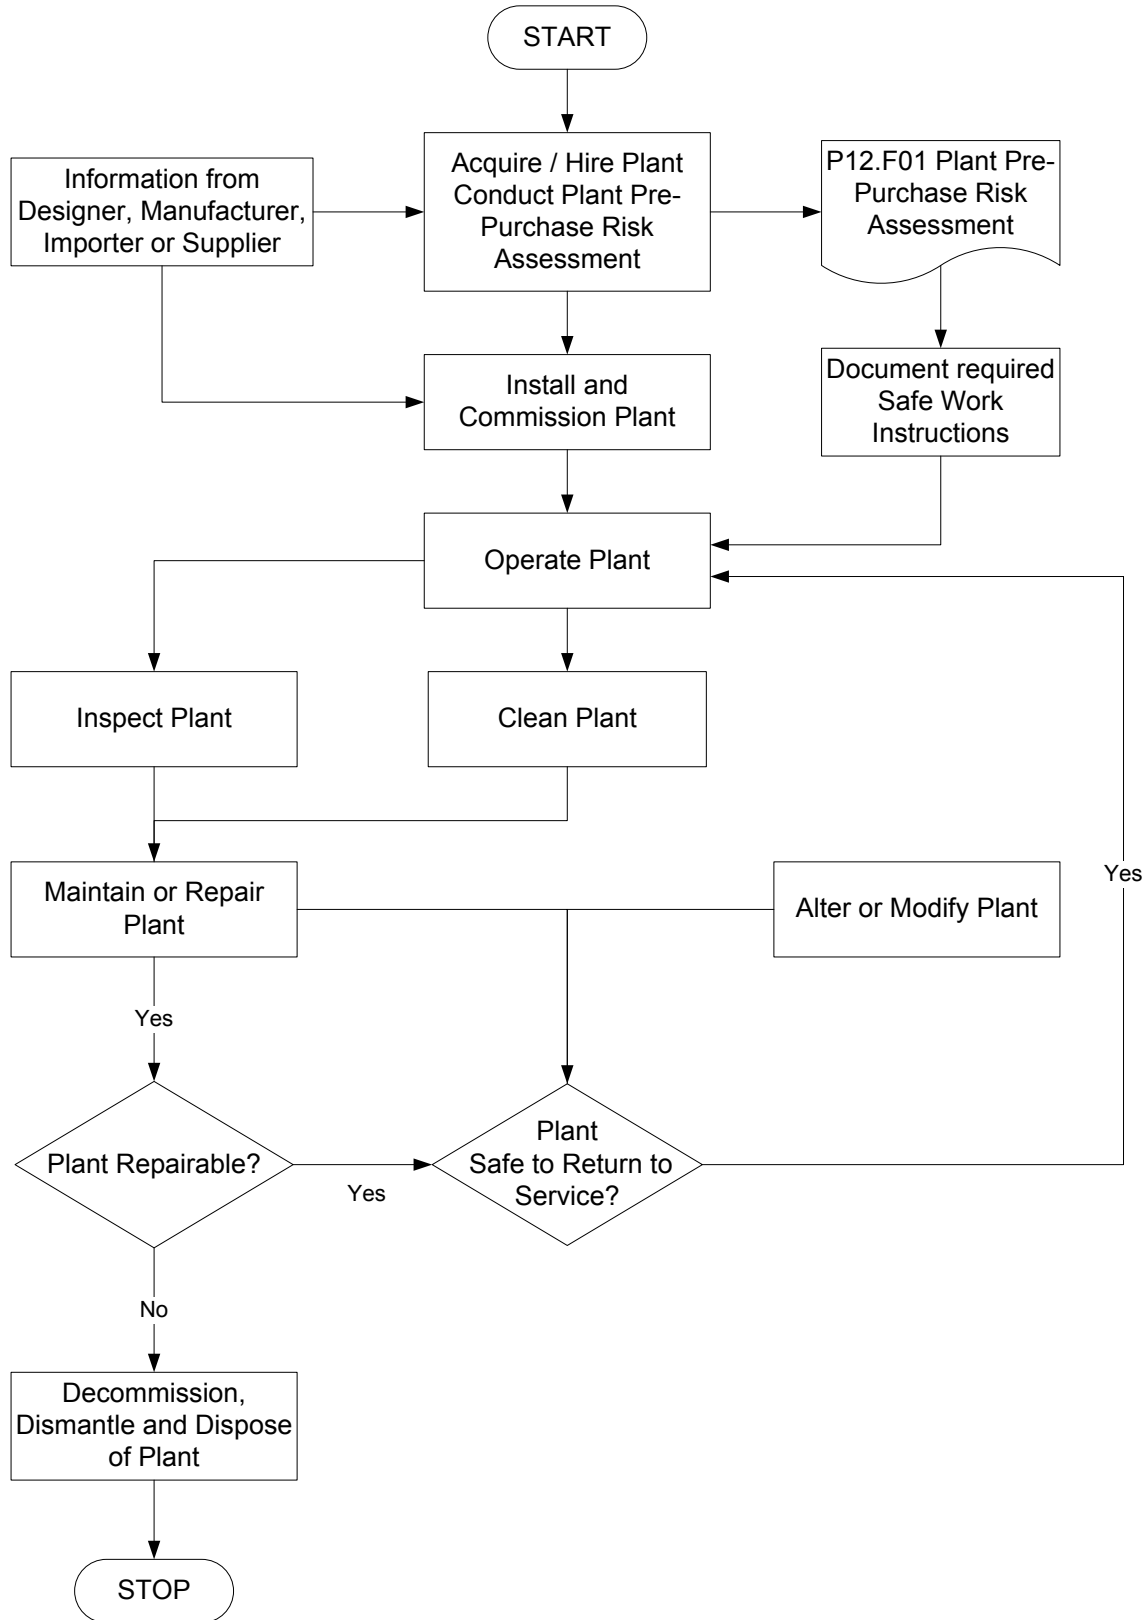 START
Information from
Designer, Manufacturer,
Importer or Supplier
Acquire / Hire Plant
Conduct Plant Pre-
Purchase Risk
Assessment
P12.F01 Plant Pre-
Purchase Risk
Assessment
Install and
Commission Plant
Document required
Safe Work
Instructions
Operate Plant
Inspect Plant
Clean Plant
Maintain or Repair
Plant
Alter or Modify Plant
Yes
Yes
Plant Repairable?
Yes
Plant
Safe to Return to
Service?
No
Decommission,
Dismantle and Dispose
of Plant
STOP